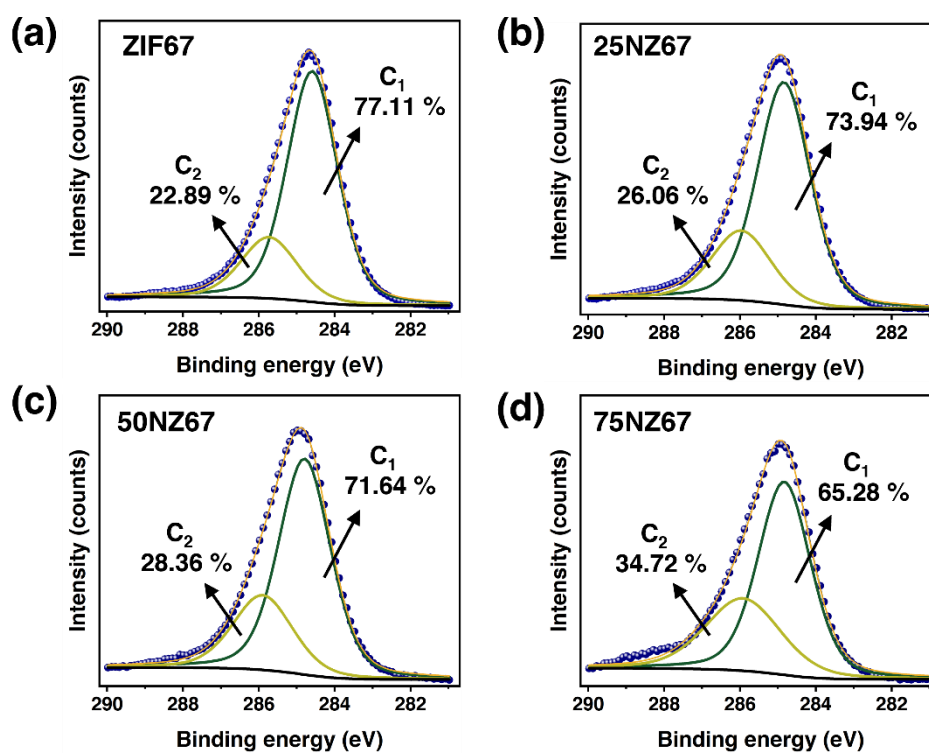 (a)
ZIF67
C₁
77.11 %
C₂
22.89 %
Intensity (counts)
290 288 286 284 282
Binding energy (eV)
(b)
25NZ67
C₁
73.94 %
C₂
26.06 %
Intensity (counts)
290 288 286 284 282
Binding energy (eV)
(c)
50NZ67
C₁
71.64 %
C₂
28.36 %
Intensity (counts)
290 288 286 284 282
Binding energy (eV)
(d)
75NZ67
C₁
65.28 %
C₂
34.72 %
Intensity (counts)
290 288 286 284 282
Binding energy (eV)